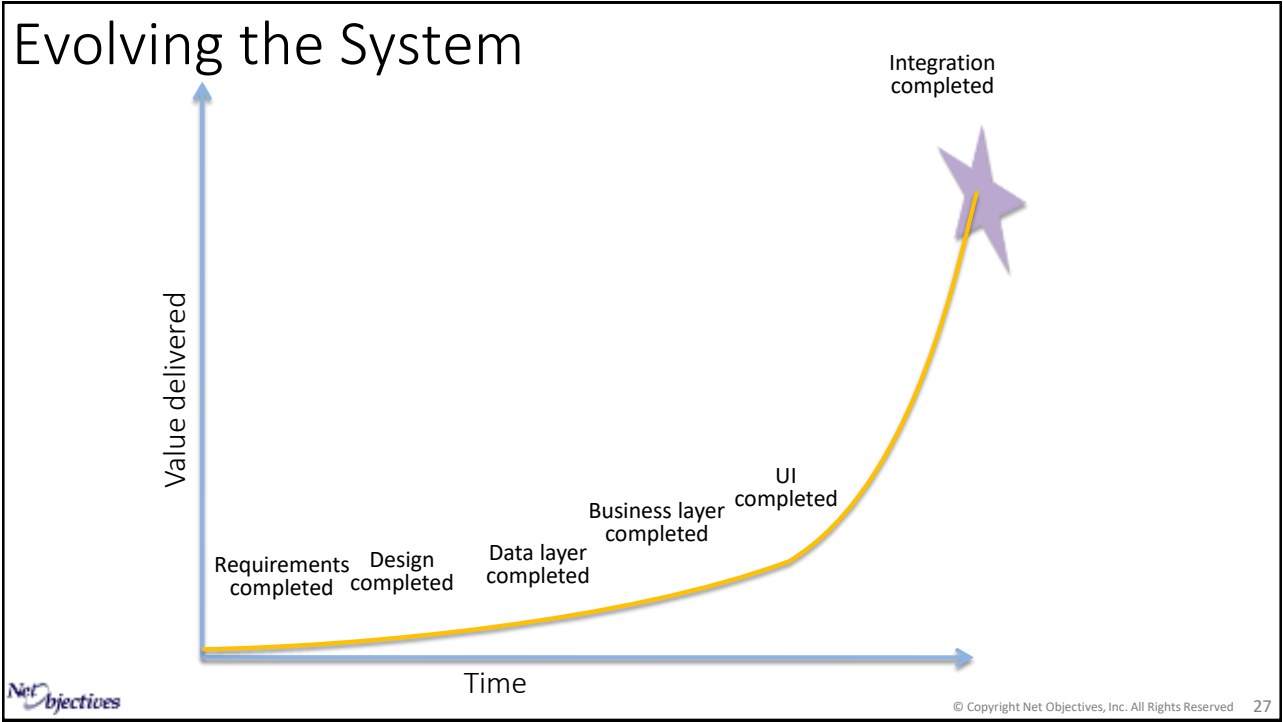 Evolving the System
Integration
completed
Value delivered
UI
completed
Business layer
completed
Data layer
completed
Design
completed
Requirements
completed
Time
Net Objectives
© Copyright Net Objectives, Inc. All Rights Reserved 27